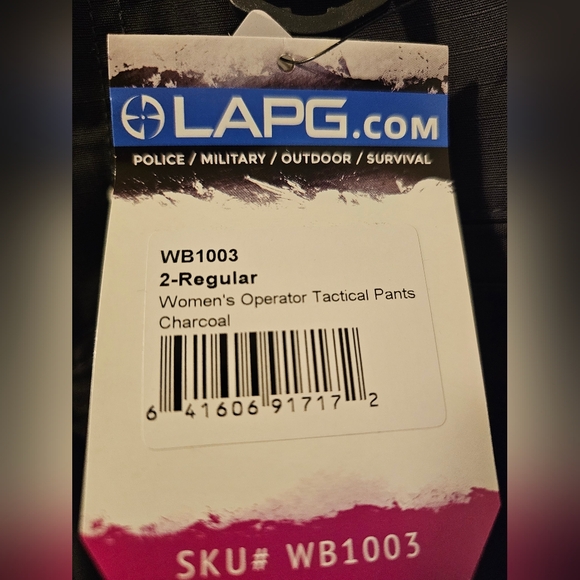 LAPG.COM
POLICE / MILITARY / OUTDOOR / SURVIVAL
WB1003
2-Regular
Women's Operator Tactical Pants
Charcoal
6 41606 91717 2
SKU# WB1003